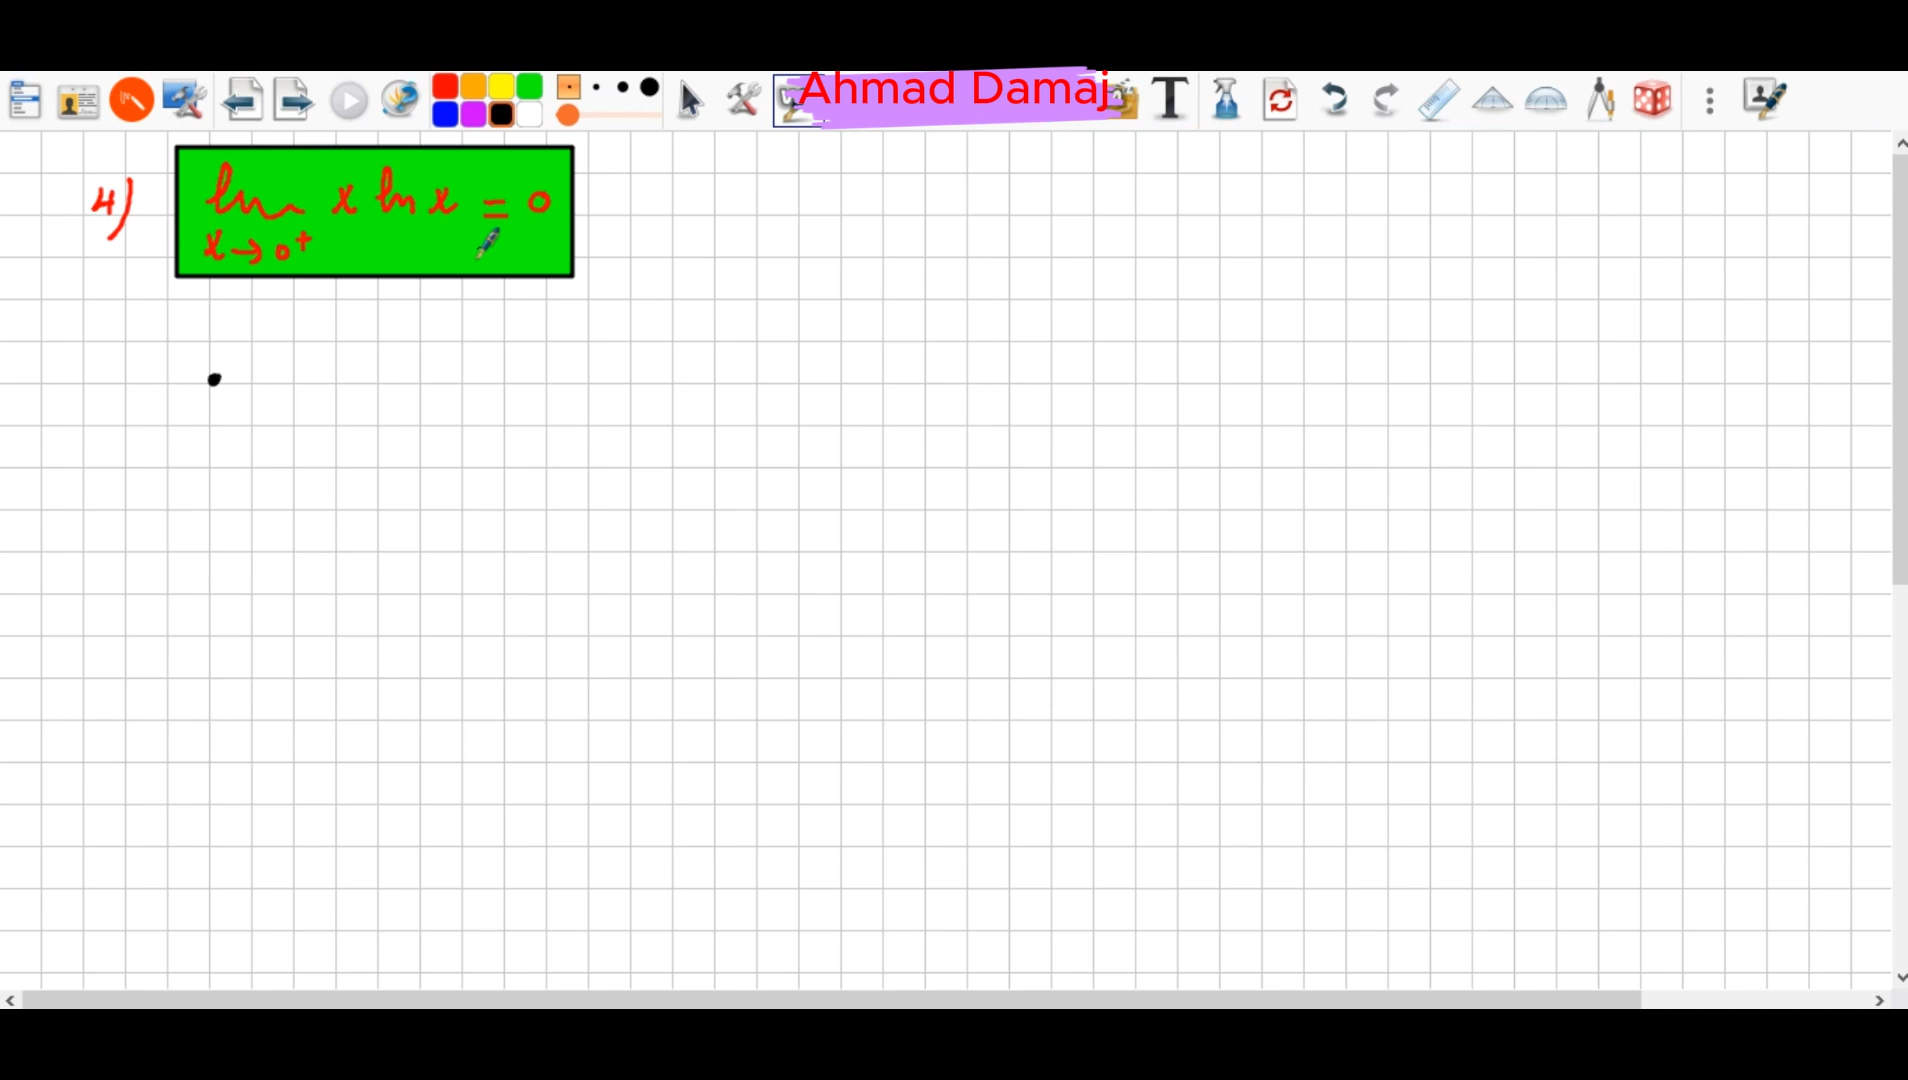 Ahmad Damaj
4) lim x ln x = 0
x → 0⁺